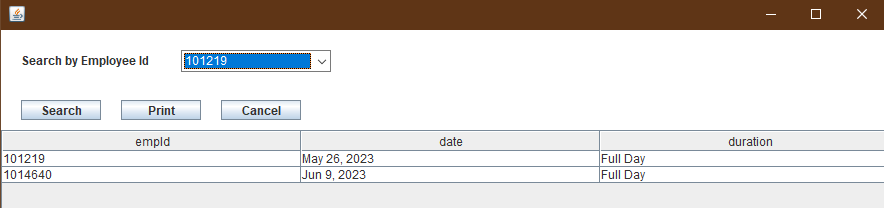 Search by Employee Id 101219
Search Print Cancel
empId date duration
101219 May 26, 2023 Full Day
1014640 Jun 9, 2023 Full Day